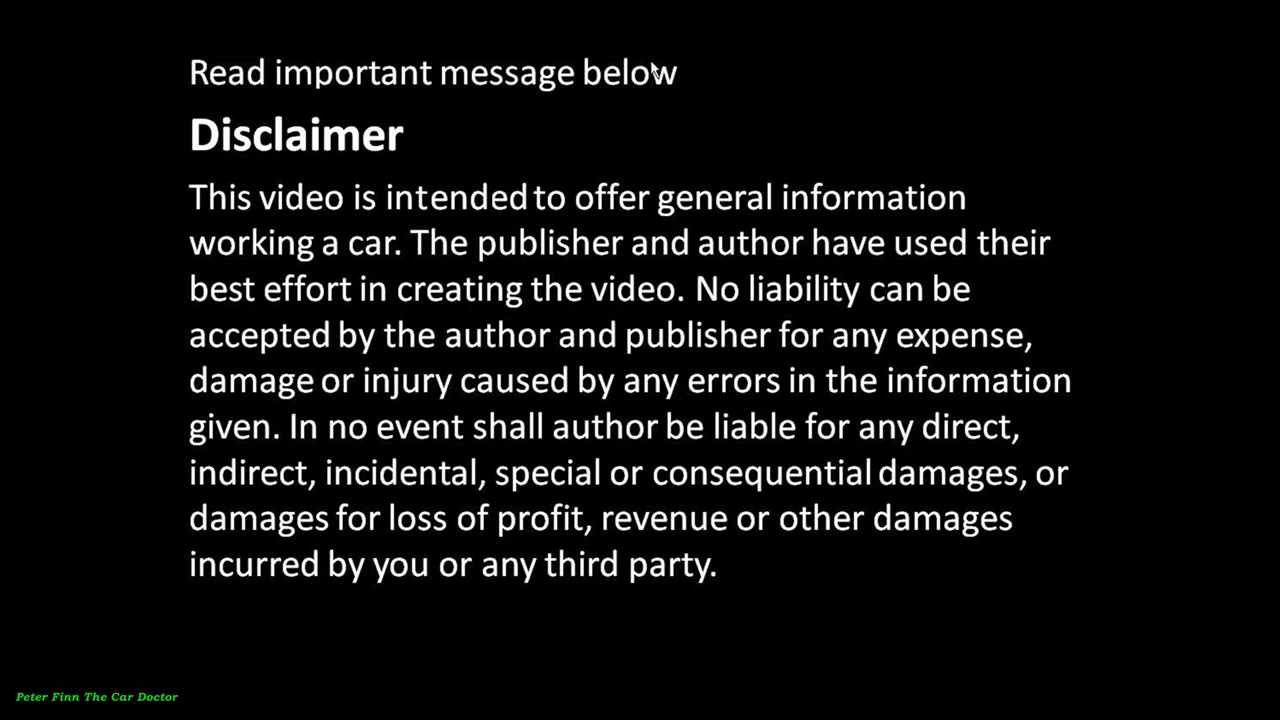 Read important message below
Disclaimer
This video is intended to offer general information
working a car. The publisher and author have used their
best effort in creating the video. No liability can be
accepted by the author and publisher for any expense,
damage or injury caused by any errors in the information
given. In no event shall author be liable for any direct,
indirect, incidental, special or consequential damages, or
damages for loss of profit, revenue or other damages
incurred by you or any third party.
Peter Finn The Car Doctor